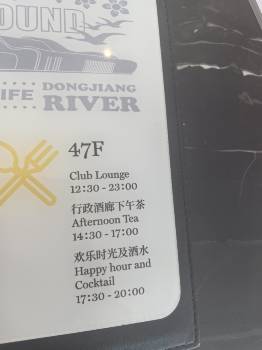 OUND
IFE
DONGJIANG
RIVER
47F
Club Lounge
12:30 - 23:00
行政酒廊下午茶
Afternoon Tea
14:30 - 17:00
欢乐时光及酒水
Happy hour and
Cocktail
17:30 - 20:00